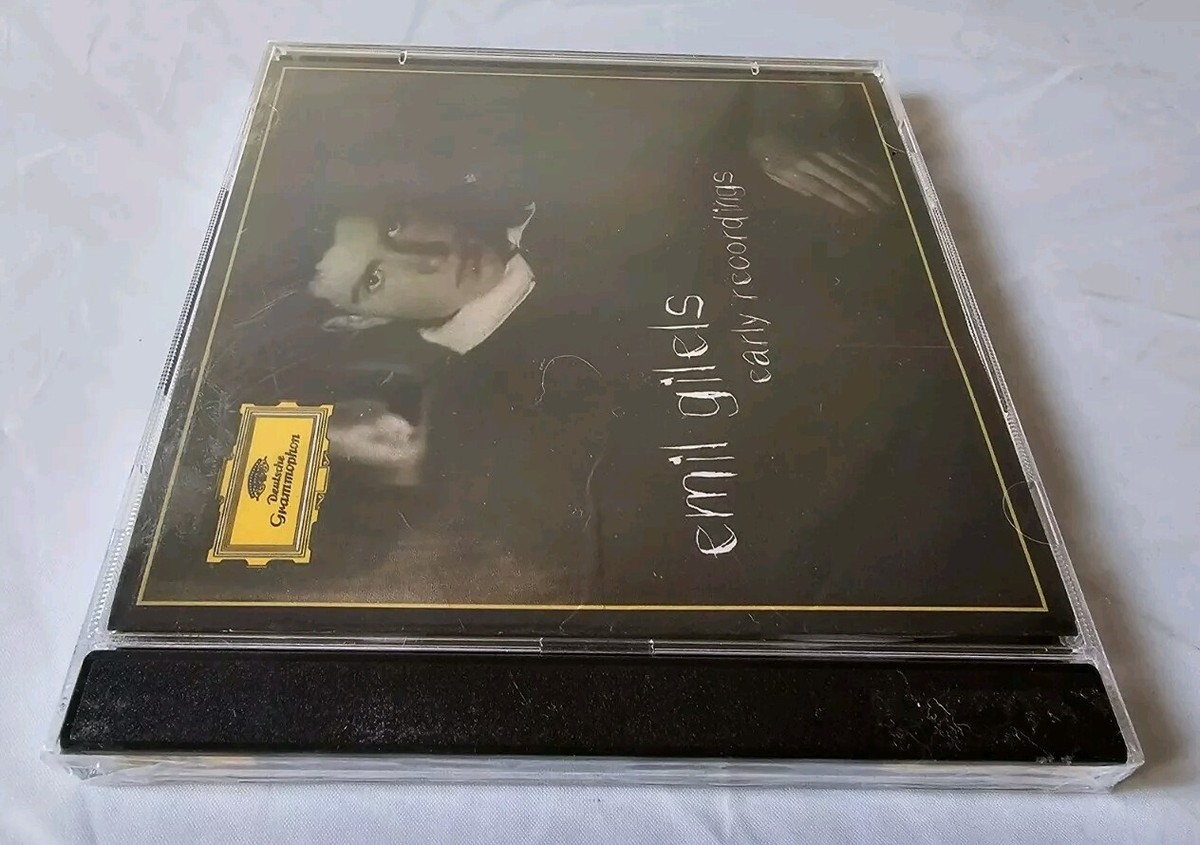 Deutsche
Grammophon
emil gilels
early recordings